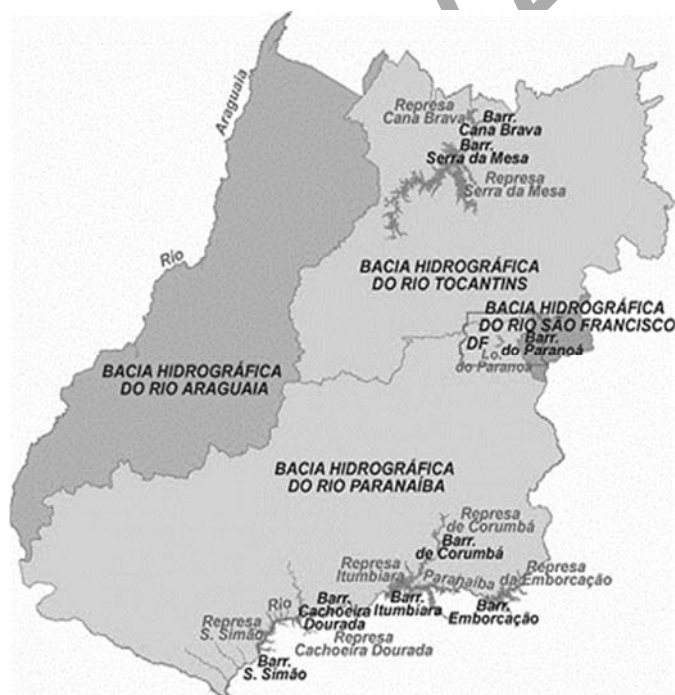 Araguaia
Rio
Represa
Cana Brava
Barr.
Cana Brava
Barr.
Serra da Mesa
Represa
Serra da Mesa
BACIA HIDROGRÁFICA
DO RIO TOCANTINS
BACIA HIDROGRÁFICA
DO RIO SÃO FRANCISCO
DF
Barr.
do Paranoá
Lo.
do Paranoá
BACIA HIDROGRÁFICA
DO RIO ARAGUAIA
BACIA HIDROGRÁFICA
DO RIO PARANAÍBA
Represa
de Corumbá
Barr.
de Corumbá
Represa
Itumbiara
Paranaíba
Represa
da Emborcação
Barr.
Itumbiara
Barr.
Emborcação
Rio
Barr.
Cachoeira
Dourada
Represa
Cachoeira Dourada
Represa
S. Simão
Barr.
S. Simão